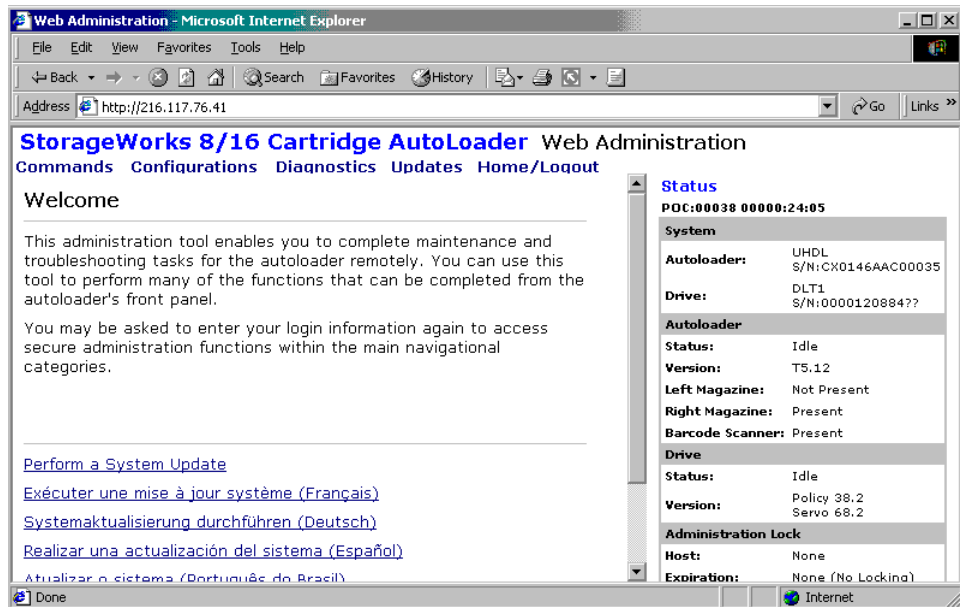 Web Administration - Microsoft Internet Explorer
File Edit View Favorites Tools Help
Back Search Favorites History
Address http://216.117.76.41 Go Links »
StorageWorks 8/16 Cartridge AutoLoader Web Administration
Commands Configurations Diagnostics Updates Home/Logout
Welcome
This administration tool enables you to complete maintenance and
troubleshooting tasks for the autoloader remotely. You can use this
tool to perform many of the functions that can be completed from the
autoloader's front panel.
You may be asked to enter your login information again to access
secure administration functions within the main navigational
categories.
Perform a System Update
Exécuter une mise à jour système (Français)
Systemaktualisierung durchführen (Deutsch)
Realizar una actualización del sistema (Español)
Atualizar o sistema (Português do Brasil)
Status
POC:00038 00000:24:05
System
Autoloader: UHDL
S/N:CX0146AAC00035
Drive: DLT1
S/N:0000120884??
Autoloader
Status: Idle
Version: T5.12
Left Magazine: Not Present
Right Magazine: Present
Barcode Scanner: Present
Drive
Status: Idle
Version: Policy 38.2
Servo 68.2
Administration Lock
Host: None
Expiration: None (No Locking)
Done Internet